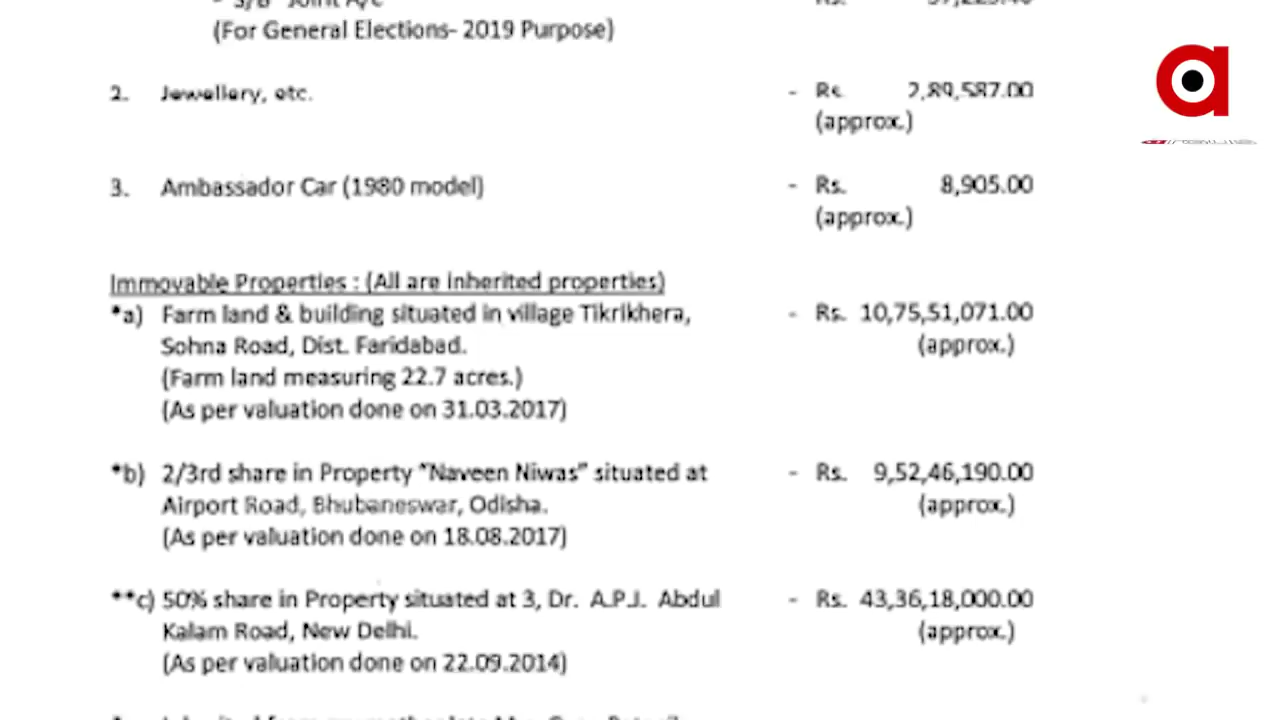 (For General Elections- 2019 Purpose)
2. Jewellery, etc. - Rs. 2,89,587.00
(approx.)
3. Ambassador Car (1980 model) - Rs. 8,905.00
(approx.)
Immovable Properties : (All are inherited properties)
*a) Farm land & building situated in village Tikrikhera, - Rs. 10,75,51,071.00
Sohna Road, Dist. Faridabad. (approx.)
(Farm land measuring 22.7 acres.)
(As per valuation done on 31.03.2017)
*b) 2/3rd share in Property "Naveen Niwas" situated at - Rs. 9,52,46,190.00
Airport Road, Bhubaneswar, Odisha. (approx.)
(As per valuation done on 18.08.2017)
**c) 50% share in Property situated at 3, Dr. A.P.J. Abdul - Rs. 43,36,18,000.00
Kalam Road, New Delhi. (approx.)
(As per valuation done on 22.09.2014)